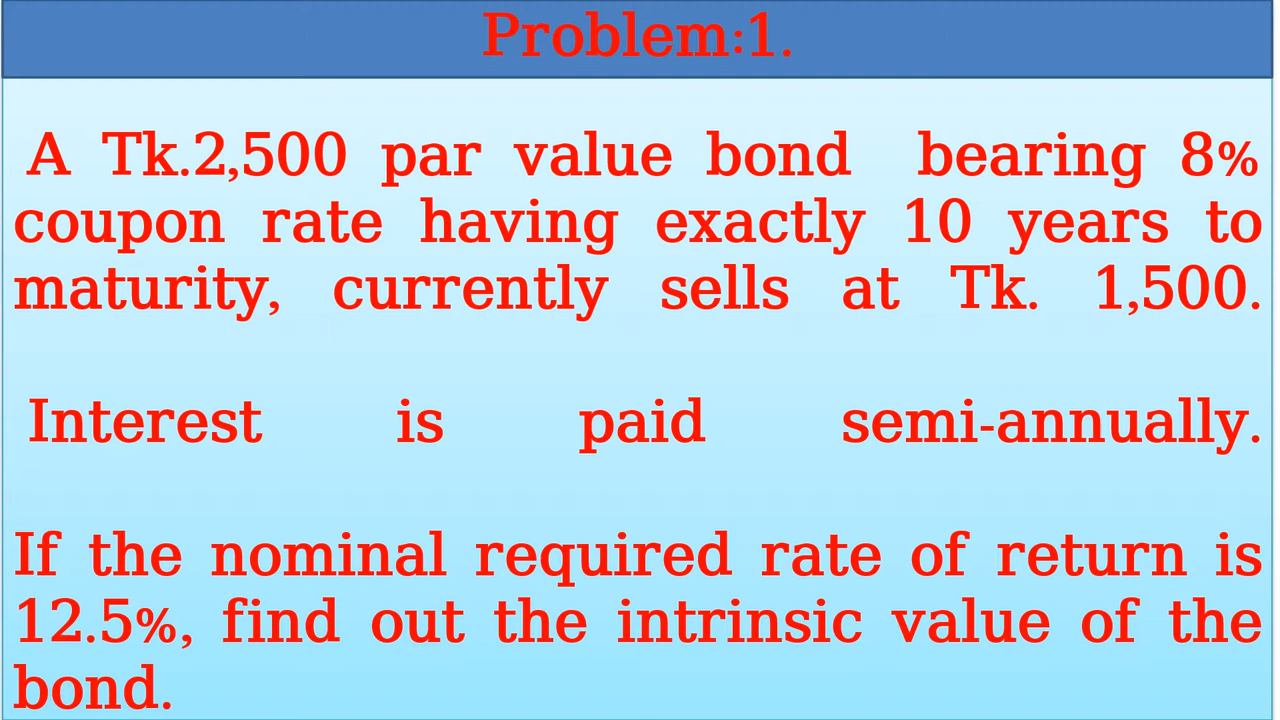 Problem:1.
A Tk.2,500 par value bond bearing 8%
coupon rate having exactly 10 years to
maturity, currently sells at Tk. 1,500.
Interest is paid semi-annually.
If the nominal required rate of return is
12.5%, find out the intrinsic value of the
bond.